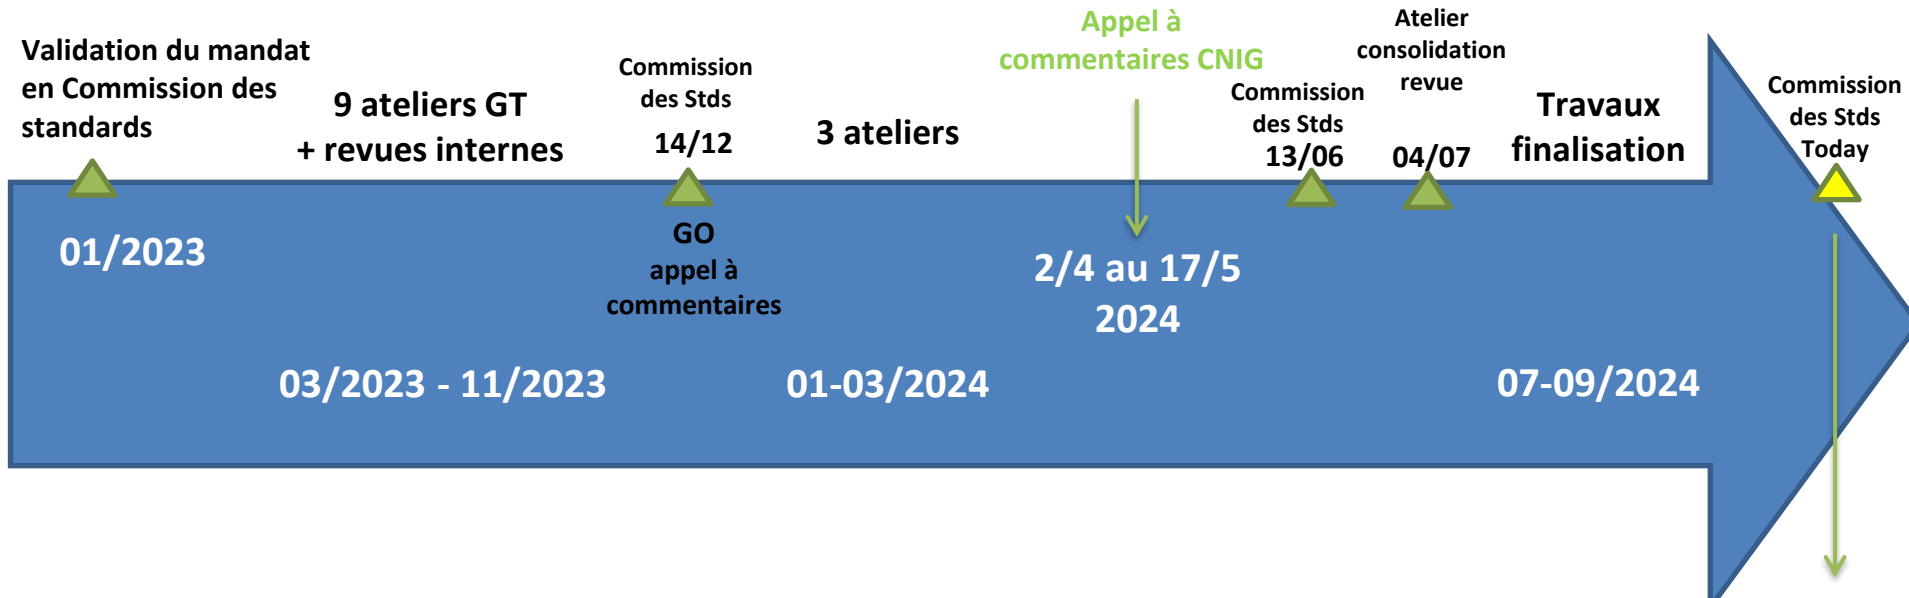 Validation du mandat
en Commission des
standards
01/2023
9 ateliers GT
+ revues internes
03/2023 - 11/2023
Commission
des Stds
14/12
GO
appel à
commentaires
3 ateliers
01-03/2024
Appel à
commentaires CNIG
2/4 au 17/5
2024
Commission
des Stds
13/06
Atelier
consolidation
revue
04/07
Travaux
finalisation
07-09/2024
Commission
des Stds
Today